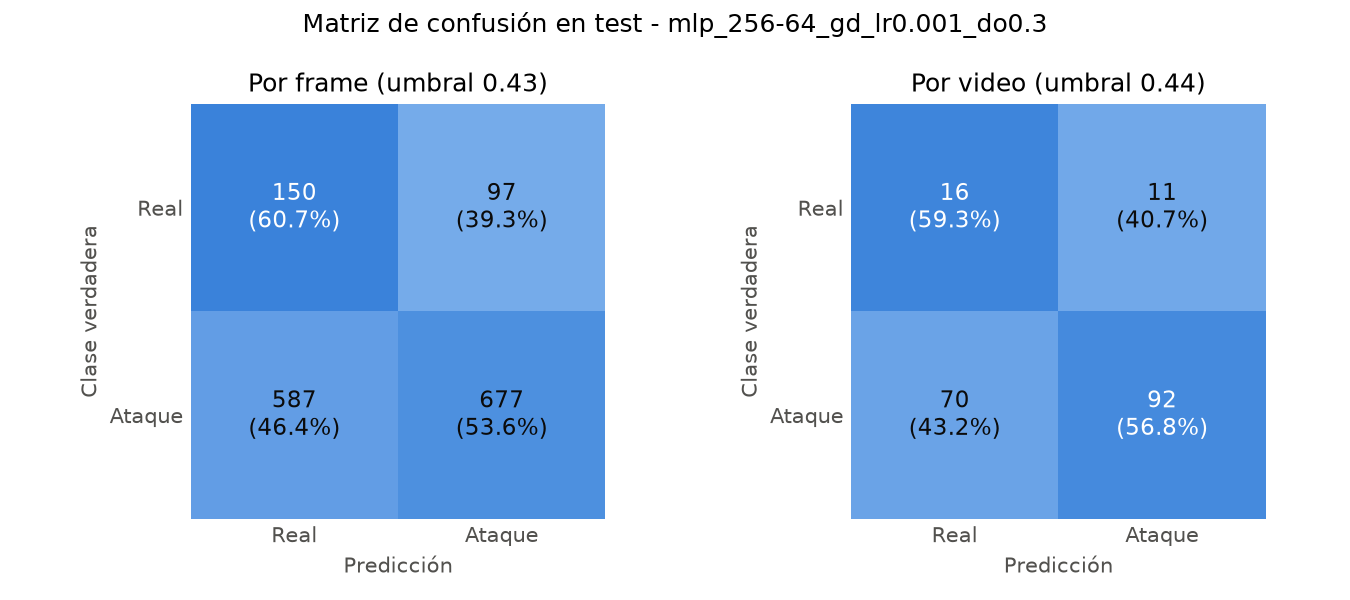 Matriz de confusión en test - mlp_256-64_gd_lr0.001_do0.3
Por frame (umbral 0.43)
Clase verdadera
Real
Ataque
150
(60.7%)
97
(39.3%)
587
(46.4%)
677
(53.6%)
Real
Ataque
Predicción
Por video (umbral 0.44)
Clase verdadera
Real
Ataque
16
(59.3%)
11
(40.7%)
70
(43.2%)
92
(56.8%)
Real
Ataque
Predicción